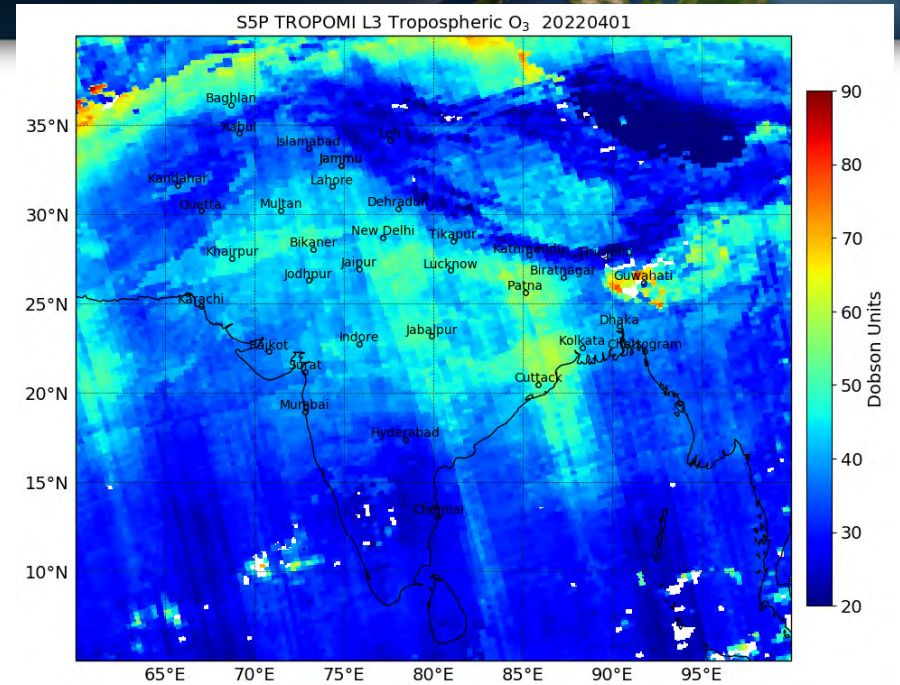 S5P TROPOMI L3 Tropospheric O₃ 20220401
90
Baghlan
35°N
Kabul
Leh
Islamabad
80
Jammu
Kandahar
Lahore
Quetta
Multan
Dehradun
30°N
New Delhi
Tikapur
70
Khairpur
Bikaner
Kathmandu
Jaipur
Lucknow
Biratnagar
Guwahati
Jodhpur
Patna
60
25°N
Karachi
Dhaka
Dobson Units
Rajkot
Indore
Jabalpur
Kolkata
Chattogram
Surat
50
20°N
Cuttack
Mumbai
Hyderabad
40
15°N
Chennai
30
10°N
20
65°E 70°E 75°E 80°E 85°E 90°E 95°E